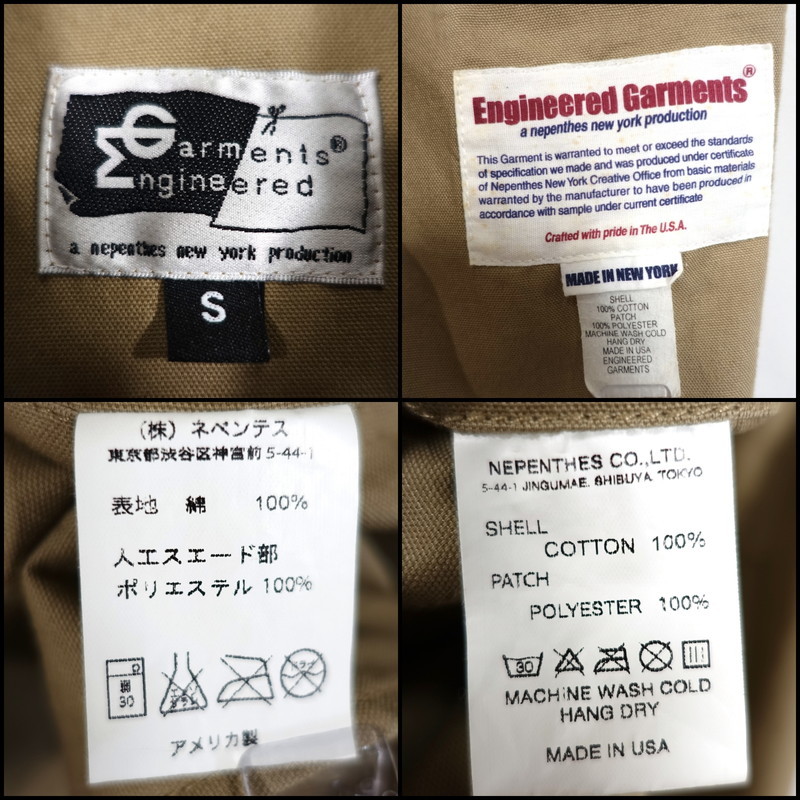 Garments®
Engineered
a nepenthes new york production
S
Engineered Garments®
a nepenthes new york production
This Garment is warranted to meet or exceed the standards
of specification we made and was produced under certificate
of Nepenthes New York Creative Office from basic materials
warranted by the manufacturer to have been produced in
accordance with sample under current certificate
Crafted with pride in The U.S.A.
MADE IN NEW YORK
SHELL
100% COTTON
PATCH
100% POLYESTER
MACHINE WASH COLD
HANG DRY
MADE IN USA
ENGINEERED
GARMENTS
(株) ネペンテス
東京都渋谷区神宮前 5-44-1
表地 綿 100%
人工スエード部
ポリエステル 100%
30
アメリカ製
NEPENTHES CO.,LTD.
5-44-1 JINGUMAE, SHIBUYA, TOKYO
SHELL
COTTON 100%
PATCH
POLYESTER 100%
30
MACHINE WASH COLD
HANG DRY
MADE IN USA